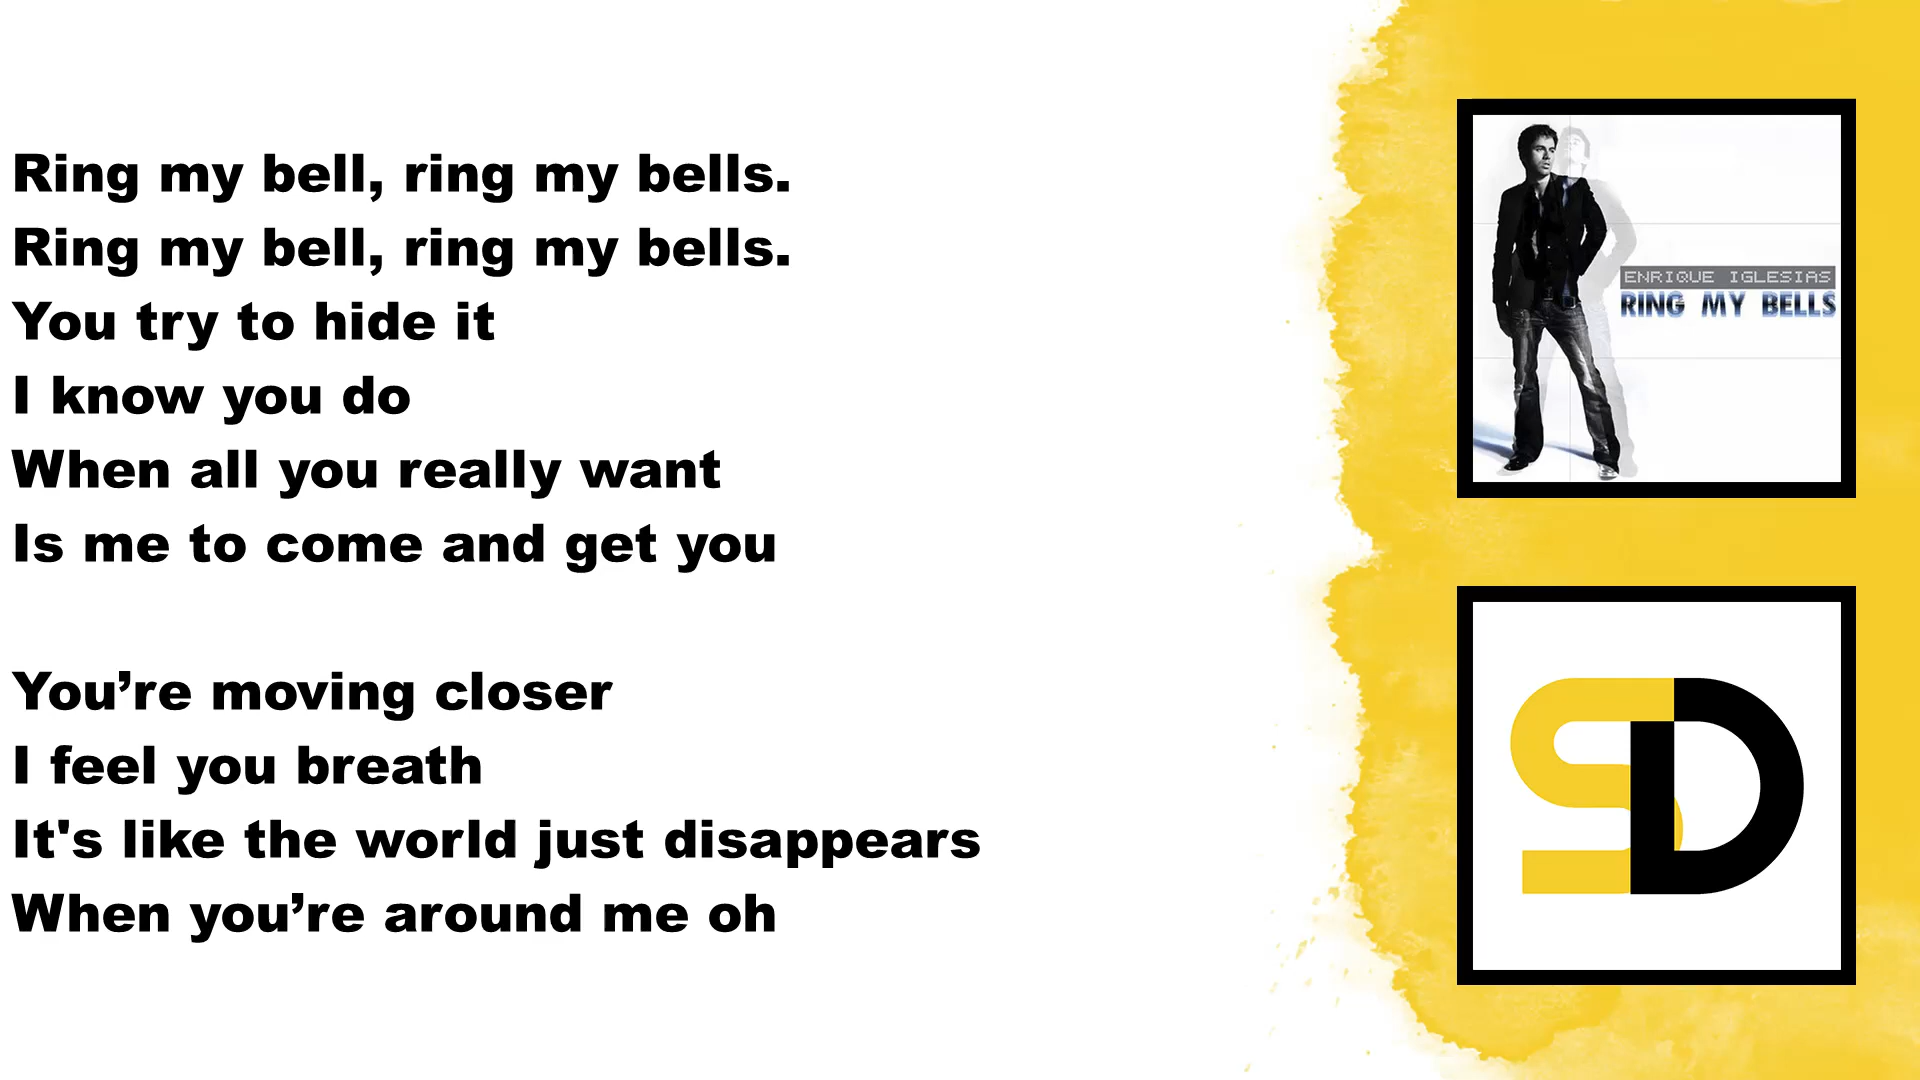 Ring my bell, ring my bells.
Ring my bell, ring my bells.
You try to hide it
I know you do
When all you really want
Is me to come and get you
You’re moving closer
I feel you breath
It's like the world just disappears
When you’re around me oh
ENRIQUE IGLESIAS
RING MY BELLS
SD